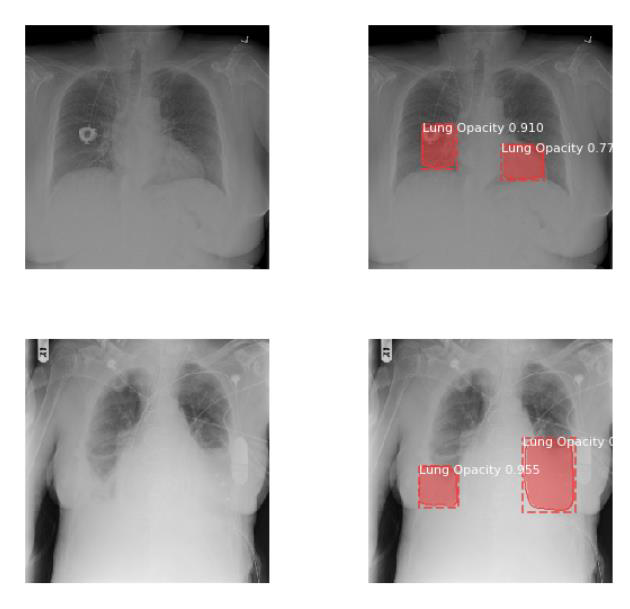 L
L
Lung Opacity 0.910
Lung Opacity 0.77
Lung Opacity 0
Lung Opacity 0.955